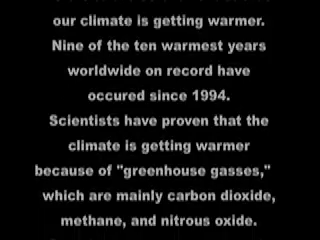 our climate is getting warmer.
Nine of the ten warmest years
worldwide on record have
occured since 1994.
Scientists have proven that the
climate is getting warmer
because of "greenhouse gasses,"
which are mainly carbon dioxide,
methane, and nitrous oxide.